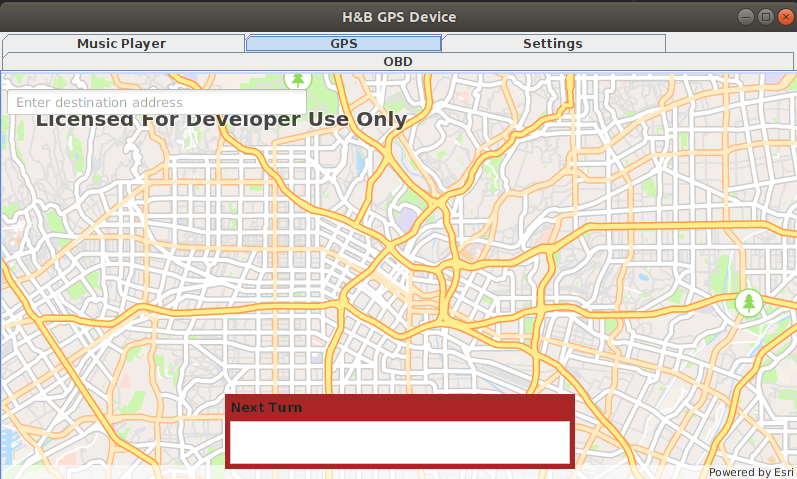 H&B GPS Device
Music Player
GPS
Settings
OBD
Enter destination address
Licensed For Developer Use Only
Next Turn
Powered by Esri